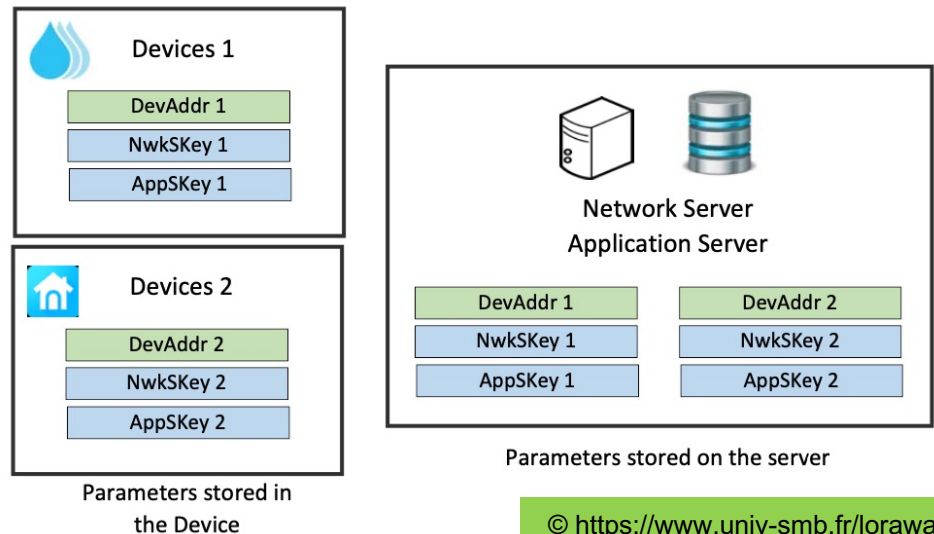 Devices 1
DevAddr 1
NwkSKey 1
AppSKey 1
Devices 2
DevAddr 2
NwkSKey 2
AppSKey 2
Parameters stored in
the Device
Network Server
Application Server
DevAddr 1
NwkSKey 1
AppSKey 1
DevAddr 2
NwkSKey 2
AppSKey 2
Parameters stored on the server
© https://www.univ-smb.fr/lorawa